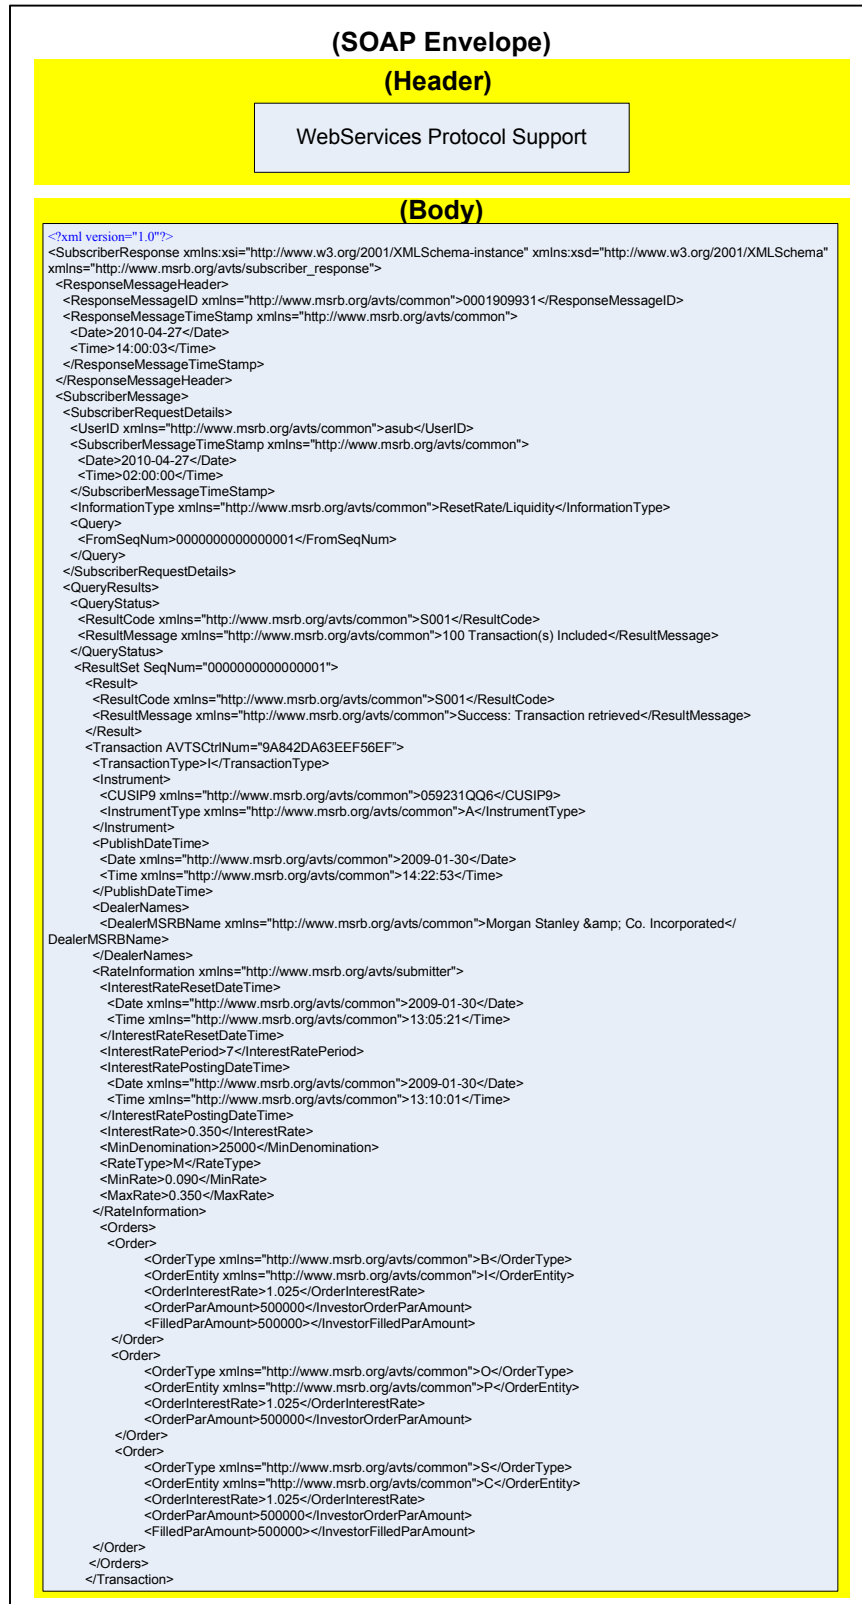 (SOAP Envelope)
(Header)
WebServices Protocol Support
(Body)
<?xml version="1.0"?>
<SubscriberResponse xmlns:xsi="http://www.w3.org/2001/XMLSchema-instance" xmlns:xsd="http://www.w3.org/2001/XMLSchema"
xmlns="http://www.msrb.org/avts/subscriber_response">
<ResponseMessageHeader>
<ResponseMessageID xmlns="http://www.msrb.org/avts/common">0001909931</ResponseMessageID>
<ResponseMessageTimeStamp xmlns="http://www.msrb.org/avts/common">
<Date>2010-04-27</Date>
<Time>14:00:03</Time>
</ResponseMessageTimeStamp>
</ResponseMessageHeader>
<SubscriberMessage>
<SubscriberRequestDetails>
<UserID xmlns="http://www.msrb.org/avts/common">asub</UserID>
<SubscriberMessageTimeStamp xmlns="http://www.msrb.org/avts/common">
<Date>2010-04-27</Date>
<Time>02:00:00</Time>
</SubscriberMessageTimeStamp>
<InformationType xmlns="http://www.msrb.org/avts/common">ResetRate/Liquidity</InformationType>
<Query>
<FromSeqNum>0000000000000001</FromSeqNum>
</Query>
</SubscriberRequestDetails>
<QueryResults>
<QueryStatus>
<ResultCode xmlns="http://www.msrb.org/avts/common">S001</ResultCode>
<ResultMessage xmlns="http://www.msrb.org/avts/common">100 Transaction(s) Included</ResultMessage>
</QueryStatus>
<ResultSet SeqNum="0000000000000001">
<Result>
<ResultCode xmlns="http://www.msrb.org/avts/common">S001</ResultCode>
<ResultMessage xmlns="http://www.msrb.org/avts/common">Success: Transaction retrieved</ResultMessage>
</Result>
<Transaction AVTSCtrlNum="9A842DA63EEF56EF”>
<TransactionType>I</TransactionType>
<Instrument>
<CUSIP9 xmlns="http://www.msrb.org/avts/common">059231QQ6</CUSIP9>
<InstrumentType xmlns="http://www.msrb.org/avts/common">A</InstrumentType>
</Instrument>
<PublishDateTime>
<Date xmlns="http://www.msrb.org/avts/common">2009-01-30</Date>
<Time xmlns="http://www.msrb.org/avts/common">14:22:53</Time>
</PublishDateTime>
<DealerNames>
<DealerMSRBName xmlns="http://www.msrb.org/avts/common">Morgan Stanley &amp; Co. Incorporated</
DealerMSRBName>
</DealerNames>
<RateInformation xmlns="http://www.msrb.org/avts/submitter">
<InterestRateResetDateTime>
<Date xmlns="http://www.msrb.org/avts/common">2009-01-30</Date>
<Time xmlns="http://www.msrb.org/avts/common">13:05:21</Time>
</InterestRateResetDateTime>
<InterestRatePeriod>7</InterestRatePeriod>
<InterestRatePostingDateTime>
<Date xmlns="http://www.msrb.org/avts/common">2009-01-30</Date>
<Time xmlns="http://www.msrb.org/avts/common">13:10:01</Time>
</InterestRatePostingDateTime>
<InterestRate>0.350</InterestRate>
<MinDenomination>25000</MinDenomination>
<RateType>M</RateType>
<MinRate>0.090</MinRate>
<MaxRate>0.350</MaxRate>
</RateInformation>
<Orders>
<Order>
<OrderType xmlns="http://www.msrb.org/avts/common">B</OrderType>
<OrderEntity xmlns="http://www.msrb.org/avts/common">I</OrderEntity>
<OrderInterestRate>1.025</OrderInterestRate>
<OrderParAmount>500000</InvestorOrderParAmount>
<FilledParAmount>500000></InvestorFilledParAmount>
</Order>
<Order>
<OrderType xmlns="http://www.msrb.org/avts/common">O</OrderType>
<OrderEntity xmlns="http://www.msrb.org/avts/common">P</OrderEntity>
<OrderInterestRate>1.025</OrderInterestRate>
<OrderParAmount>500000</InvestorOrderParAmount>
</Order>
<Order>
<OrderType xmlns="http://www.msrb.org/avts/common">S</OrderType>
<OrderEntity xmlns="http://www.msrb.org/avts/common">C</OrderEntity>
<OrderInterestRate>1.025</OrderInterestRate>
<OrderParAmount>500000</InvestorOrderParAmount>
<FilledParAmount>500000></InvestorFilledParAmount>
</Order>
</Orders>
</Transaction>